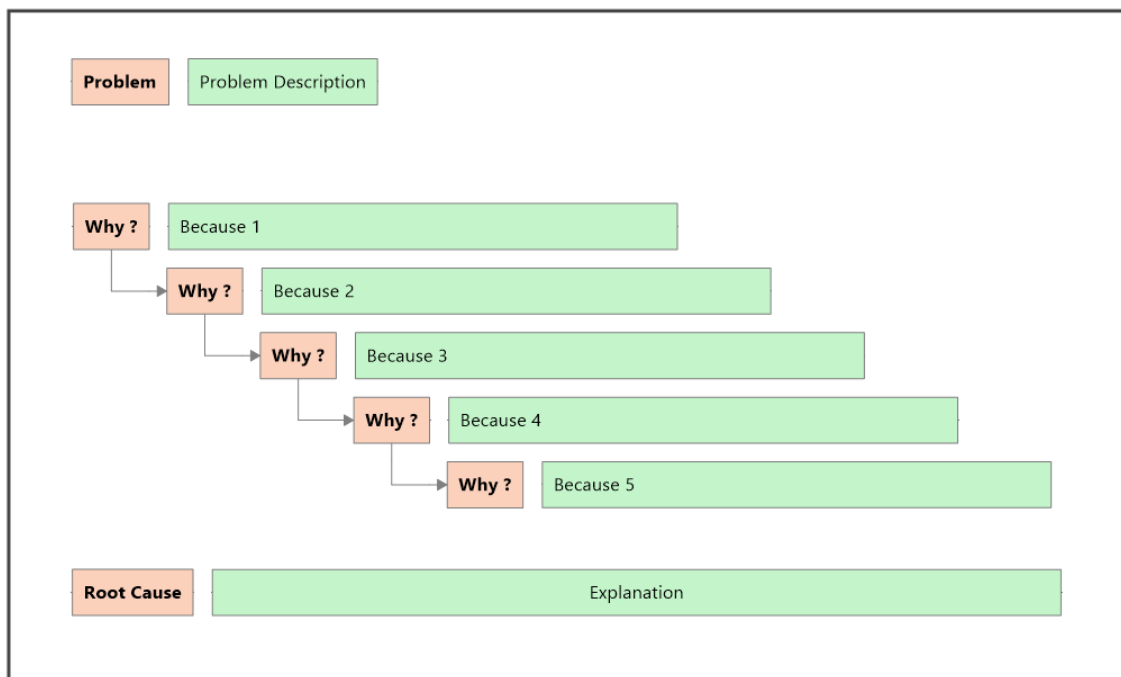 Problem Problem Description
Why ? Because 1
Why ? Because 2
Why ? Because 3
Why ? Because 4
Why ? Because 5
Root Cause Explanation